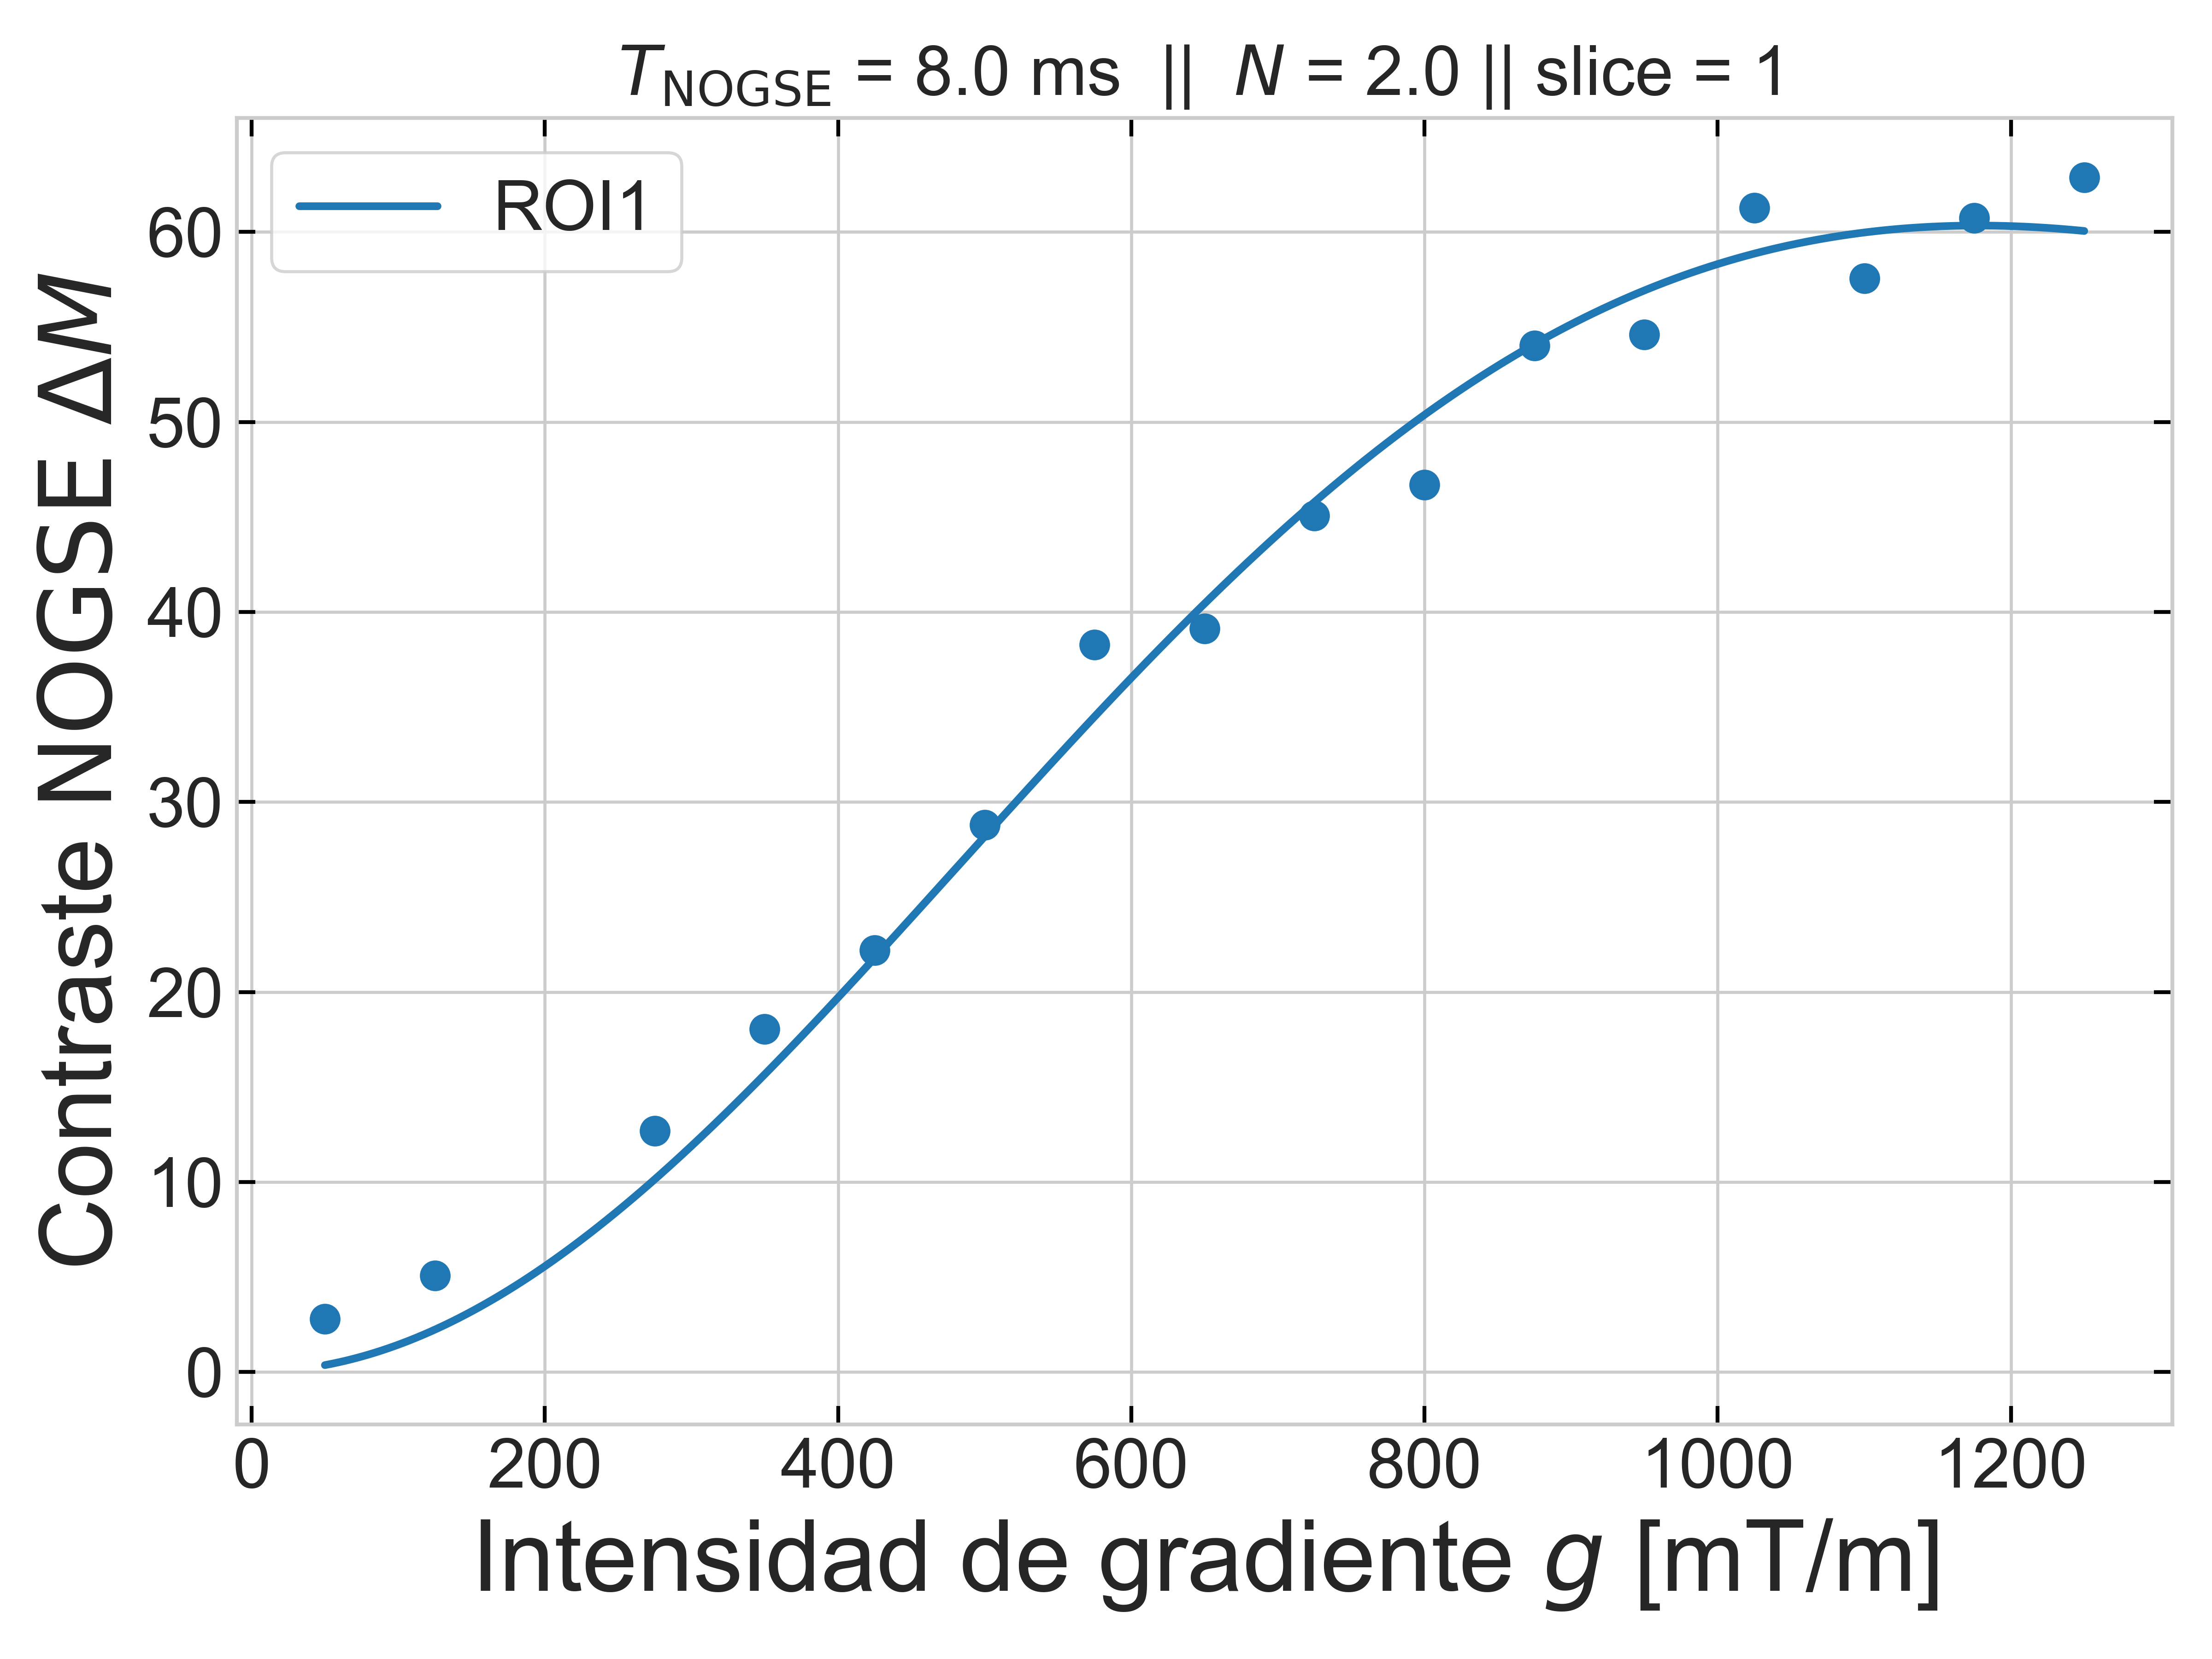 T_NOGSE = 8.0 ms || N = 2.0 || slice = 1
ROI1
Contraste NOGSE ΔM
60
50
40
30
20
10
0
0 200 400 600 800 1000 1200
Intensidad de gradiente g [mT/m]